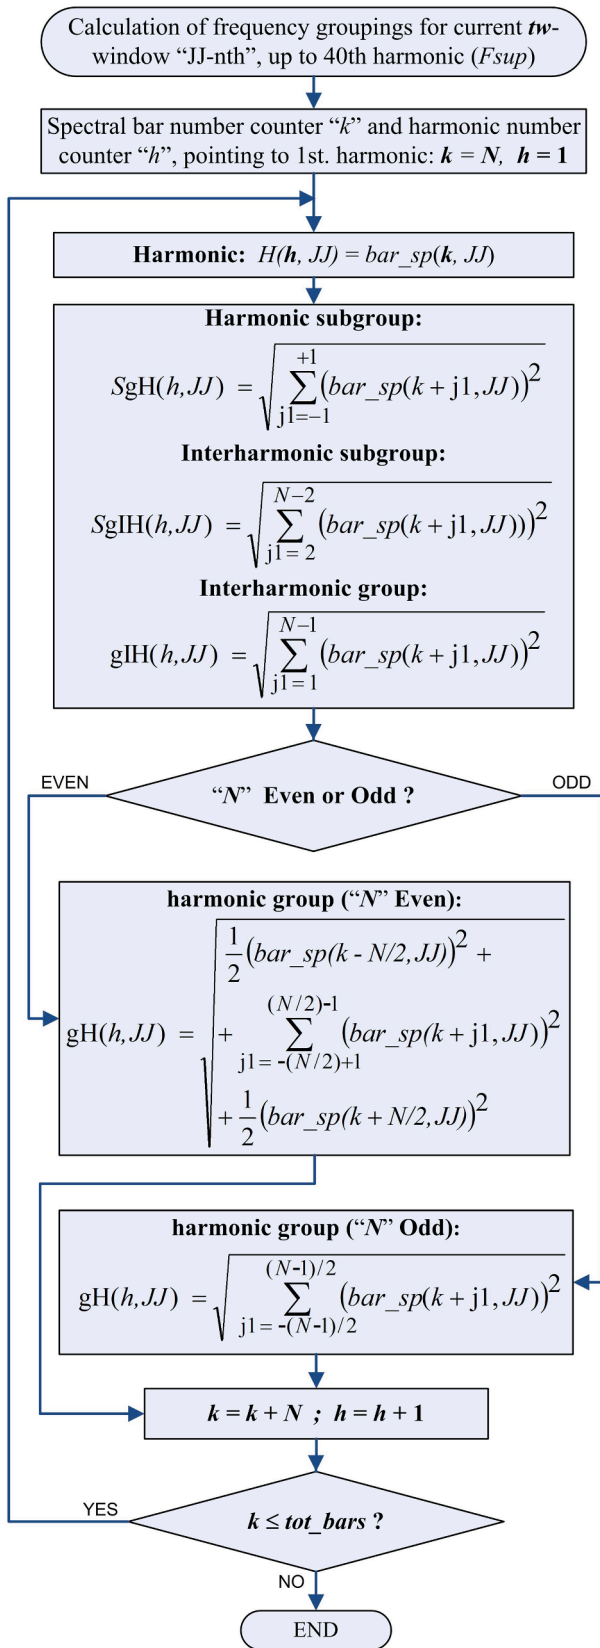 Calculation of frequency groupings for current tw-
window “JJ-nth”, up to 40th harmonic (Fsup)
Spectral bar number counter “k” and harmonic number
counter “h”, pointing to 1st. harmonic: k = N, h = 1
Harmonic: H(h, JJ) = bar_sp(k, JJ)
Harmonic subgroup:
SgH(h,JJ) = √( ∑_{j1=-1}^{+1} (bar_sp(k + j1, JJ))² )
Interharmonic subgroup:
SgIH(h,JJ) = √( ∑_{j1=2}^{N-2} (bar_sp(k + j1, JJ)))² )
Interharmonic group:
gIH(h,JJ) = √( ∑_{j1=1}^{N-1} (bar_sp(k + j1, JJ))² )
EVEN
“N” Even or Odd ?
ODD
harmonic group (“N” Even):
1/2 (bar_sp(k - N/2, JJ))² +
gH(h,JJ) = √ + ∑_{j1=-(N/2)+1}^{(N/2)-1} (bar_sp(k + j1, JJ))²
+ 1/2 (bar_sp(k + N/2, JJ))²
harmonic group (“N” Odd):
gH(h,JJ) = √( ∑_{j1=-(N-1)/2}^{(N-1)/2} (bar_sp(k + j1, JJ))² )
k = k + N ; h = h + 1
YES
k ≤ tot_bars ?
NO
END